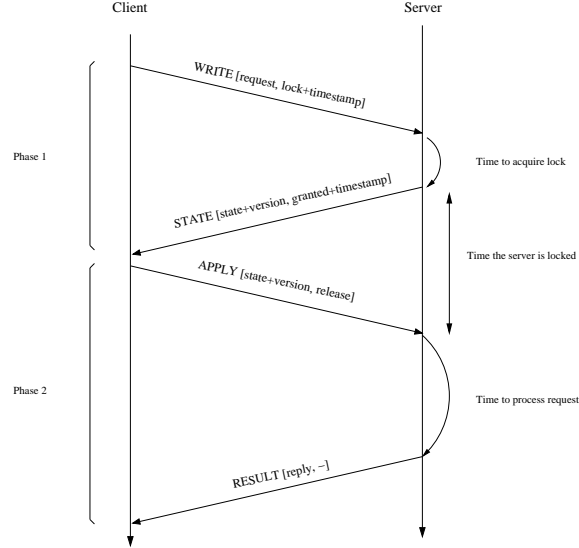 Client
Server
WRITE [request, lock+timestamp]
Phase 1
Time to acquire lock
STATE [state+version, granted+timestamp]
Time the server is locked
APPLY [state+version, release]
Phase 2
Time to process request
RESULT [reply, ~]